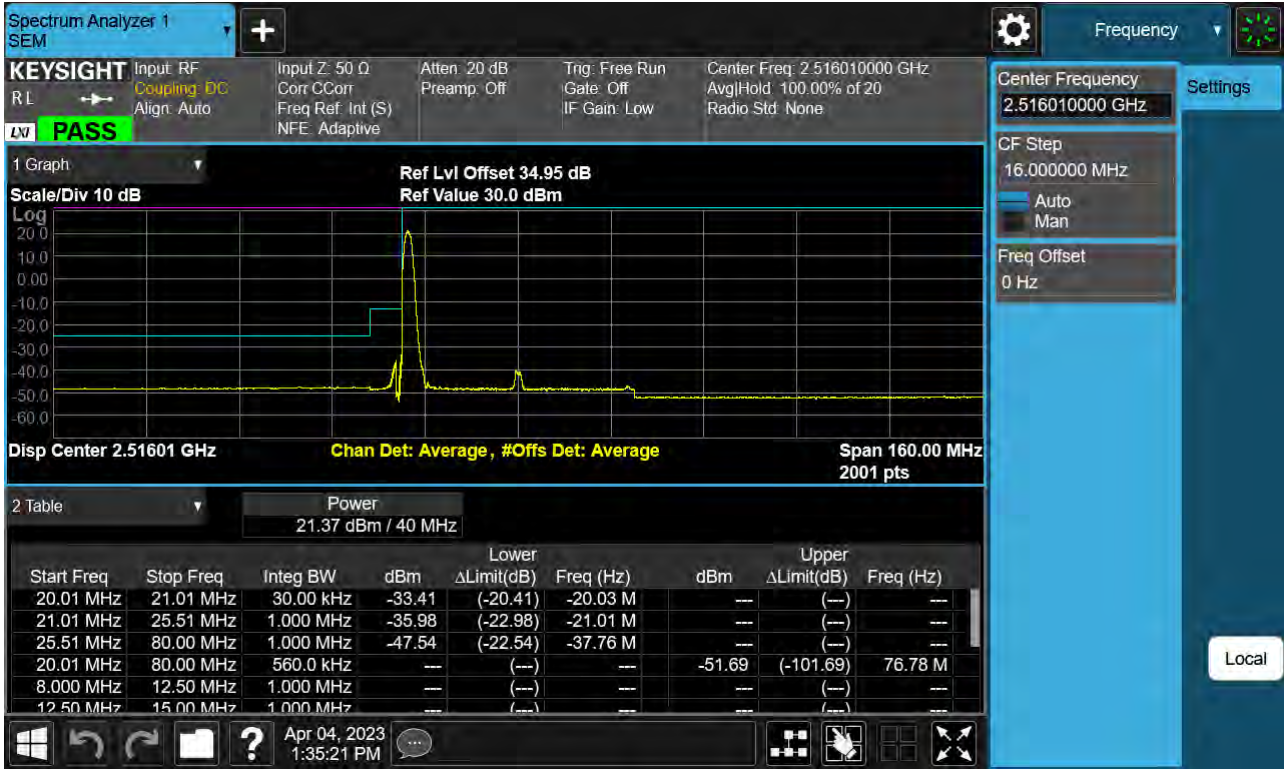 Spectrum Analyzer 1
SEM
Frequency
KEYSIGHT
Input: RF
Coupling: DC
Align: Auto
Input Z: 50 Ω
Corr CCorr
Freq Ref: Int (S)
NFE: Adaptive
Atten: 20 dB
Preamp: Off
Trig: Free Run
Gate: Off
IF Gain: Low
Center Freq: 2.516010000 GHz
Avg|Hold: 100.00% of 20
Radio Std: None
R L
LXI
PASS
Center Frequency
2.516010000 GHz
Settings
CF Step
16.000000 MHz
Auto
Man
Freq Offset
0 Hz
Local
1 Graph
Ref Lvl Offset 34.95 dB
Scale/Div 10 dB
Ref Value 30.0 dBm
Log
20.0
10.0
0.00
-10.0
-20.0
-30.0
-40.0
-50.0
-60.0
Disp Center 2.51601 GHz
Chan Det: Average, #Offs Det: Average
Span 160.00 MHz
2001 pts
2 Table
Power
21.37 dBm / 40 MHz
Lower Upper
Start Freq Stop Freq Integ BW dBm ΔLimit(dB) Freq (Hz) dBm ΔLimit(dB) Freq (Hz)
20.01 MHz 21.01 MHz 30.00 kHz -33.41 (-20.41) -20.03 M --- (---) ---
21.01 MHz 25.51 MHz 1.000 MHz -35.98 (-22.98) -21.01 M --- (---) ---
25.51 MHz 80.00 MHz 1.000 MHz -47.54 (-22.54) -37.76 M --- (---) ---
20.01 MHz 80.00 MHz 560.0 kHz --- (---) --- -51.69 (-101.69) 76.78 M
8.000 MHz 12.50 MHz 1.000 MHz --- (---) --- --- (---) ---
12.50 MHz 15.00 MHz 1.000 MHz --- (---) --- --- (---) ---
?
Apr 04, 2023
1:35:21 PM